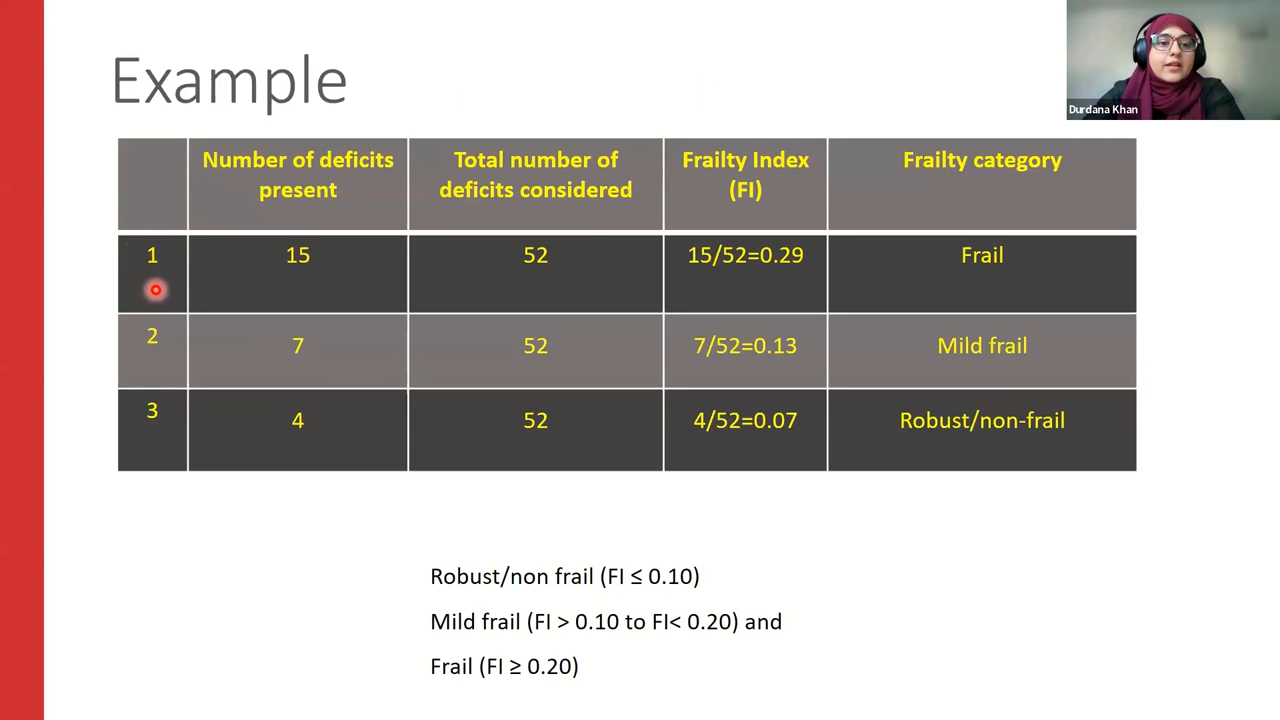 Example
Durdana Khan
Number of deficits present
Total number of deficits considered
Frailty Index (FI)
Frailty category
1 15 52 15/52=0.29 Frail
2 7 52 7/52=0.13 Mild frail
3 4 52 4/52=0.07 Robust/non-frail
Robust/non frail (FI ≤ 0.10)
Mild frail (FI > 0.10 to FI< 0.20) and
Frail (FI ≥ 0.20)